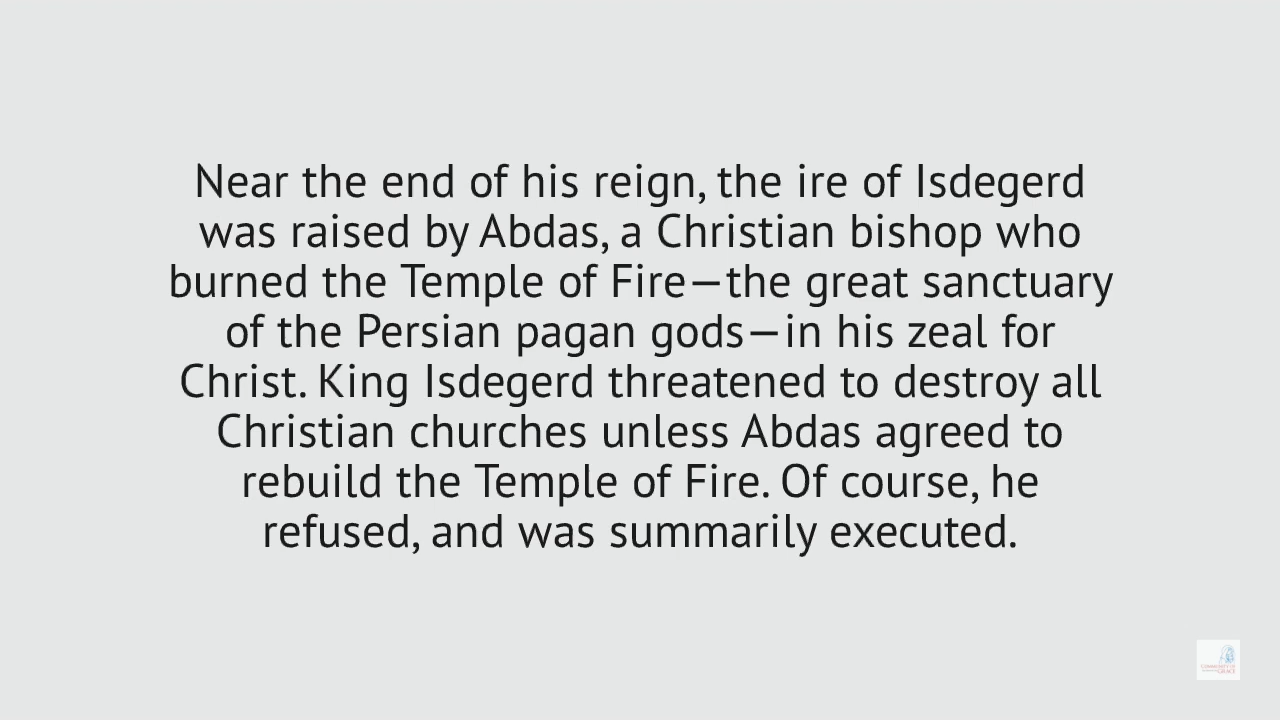 Near the end of his reign, the ire of Isdegerd
was raised by Abdas, a Christian bishop who
burned the Temple of Fire—the great sanctuary
of the Persian pagan gods—in his zeal for
Christ. King Isdegerd threatened to destroy all
Christian churches unless Abdas agreed to
rebuild the Temple of Fire. Of course, he
refused, and was summarily executed.
COMMUNITY OF
GRACE